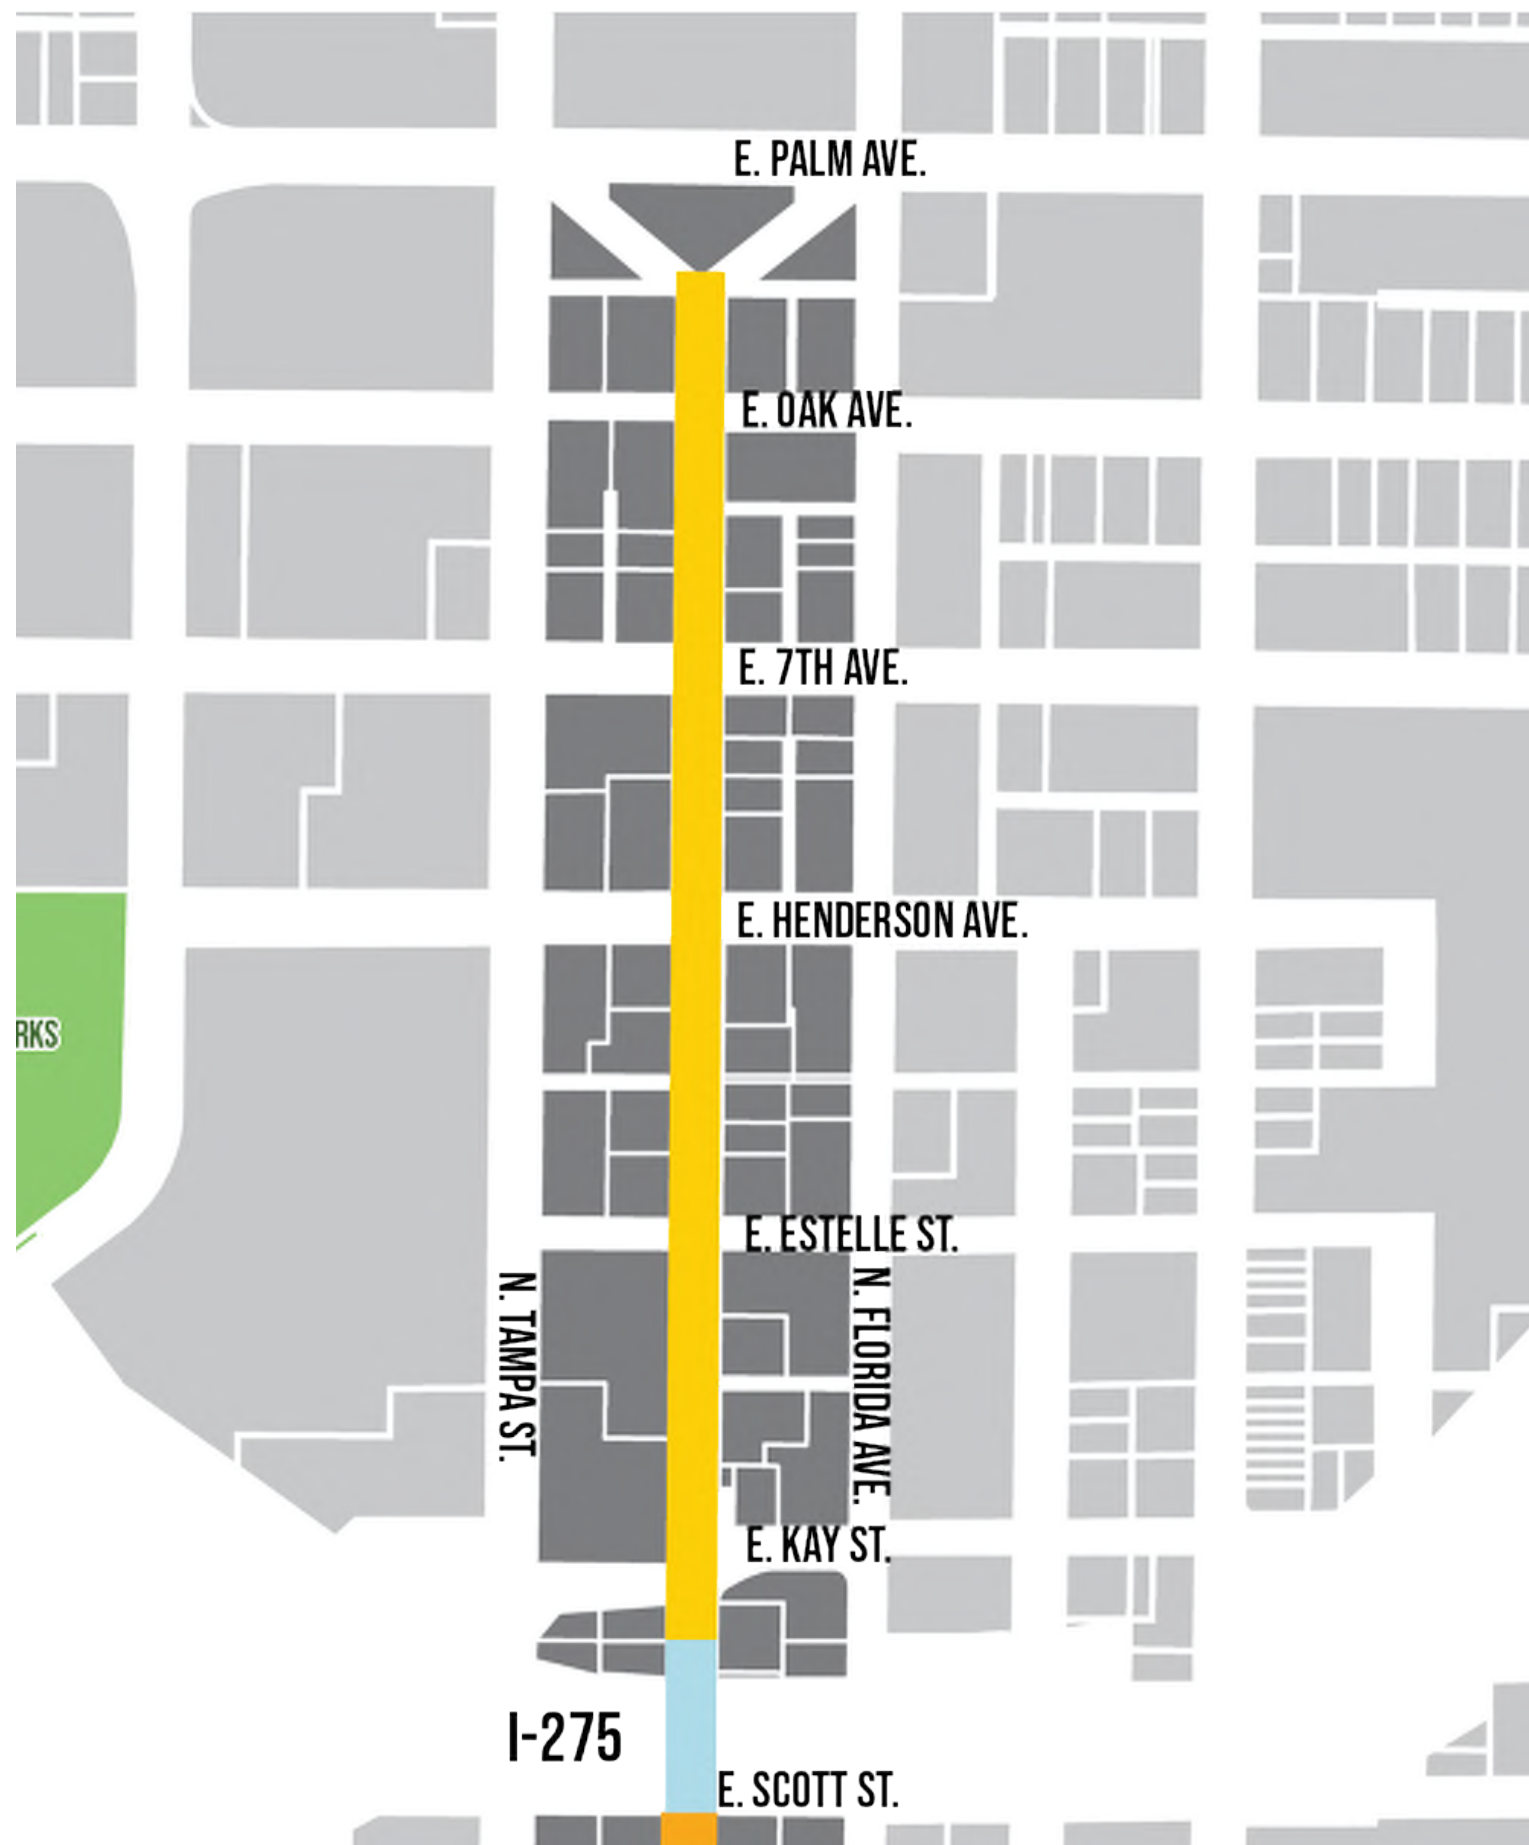 E. PALM AVE.
E. OAK AVE.
E. 7TH AVE.
E. HENDERSON AVE.
RKS
E. ESTELLE ST.
N. TAMPA ST.
N. FLORIDA AVE.
E. KAY ST.
I-275
E. SCOTT ST.